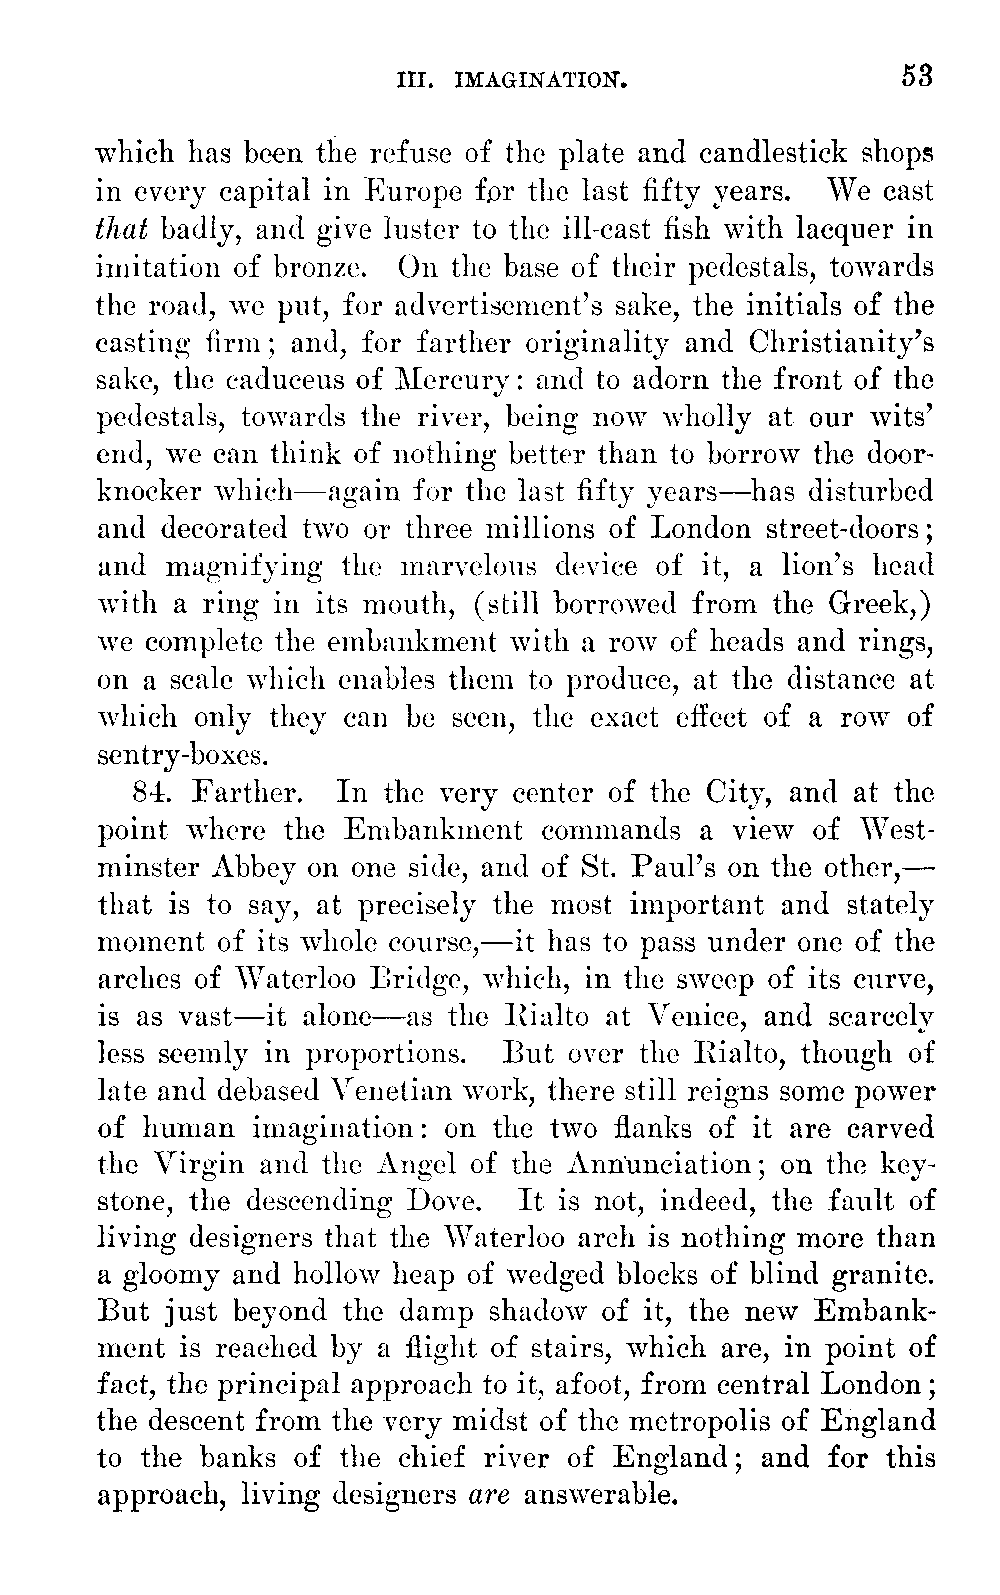 III. IMAGINATION. 53
which has been the refuse of the plate and candlestick shops
in every capital in Europe for the last fifty years. We cast
that badly, and give luster to the ill-cast fish with lacquer in
imitation of bronze. On the base of their pedestals, towards
the road, we put, for advertisement's sake, the initials of the
casting firm; and, for farther originality and Christianity's
sake, the caduceus of Mercury: and to adorn the front of the
pedestals, towards the river, being now wholly at our wits'
end, we can think of nothing better than to borrow the door-
knocker which—again for the last fifty years—has disturbed
and decorated two or three millions of London street-doors;
and magnifying the marvelous device of it, a lion's head
with a ring in its mouth, (still borrowed from the Greek,)
we complete the embankment with a row of heads and rings,
on a scale which enables them to produce, at the distance at
which only they can be seen, the exact effect of a row of
sentry-boxes.
84. Farther. In the very center of the City, and at the
point where the Embankment commands a view of West-
minster Abbey on one side, and of St. Paul's on the other,—
that is to say, at precisely the most important and stately
moment of its whole course,—it has to pass under one of the
arches of Waterloo Bridge, which, in the sweep of its curve,
is as vast—it alone—as the Rialto at Venice, and scarcely
less seemly in proportions. But over the Rialto, though of
late and debased Venetian work, there still reigns some power
of human imagination: on the two flanks of it are carved
the Virgin and the Angel of the Annunciation; on the key-
stone, the descending Dove. It is not, indeed, the fault of
living designers that the Waterloo arch is nothing more than
a gloomy and hollow heap of wedged blocks of blind granite.
But just beyond the damp shadow of it, the new Embank-
ment is reached by a flight of stairs, which are, in point of
fact, the principal approach to it, afoot, from central London;
the descent from the very midst of the metropolis of England
to the banks of the chief river of England; and for this
approach, living designers are answerable.